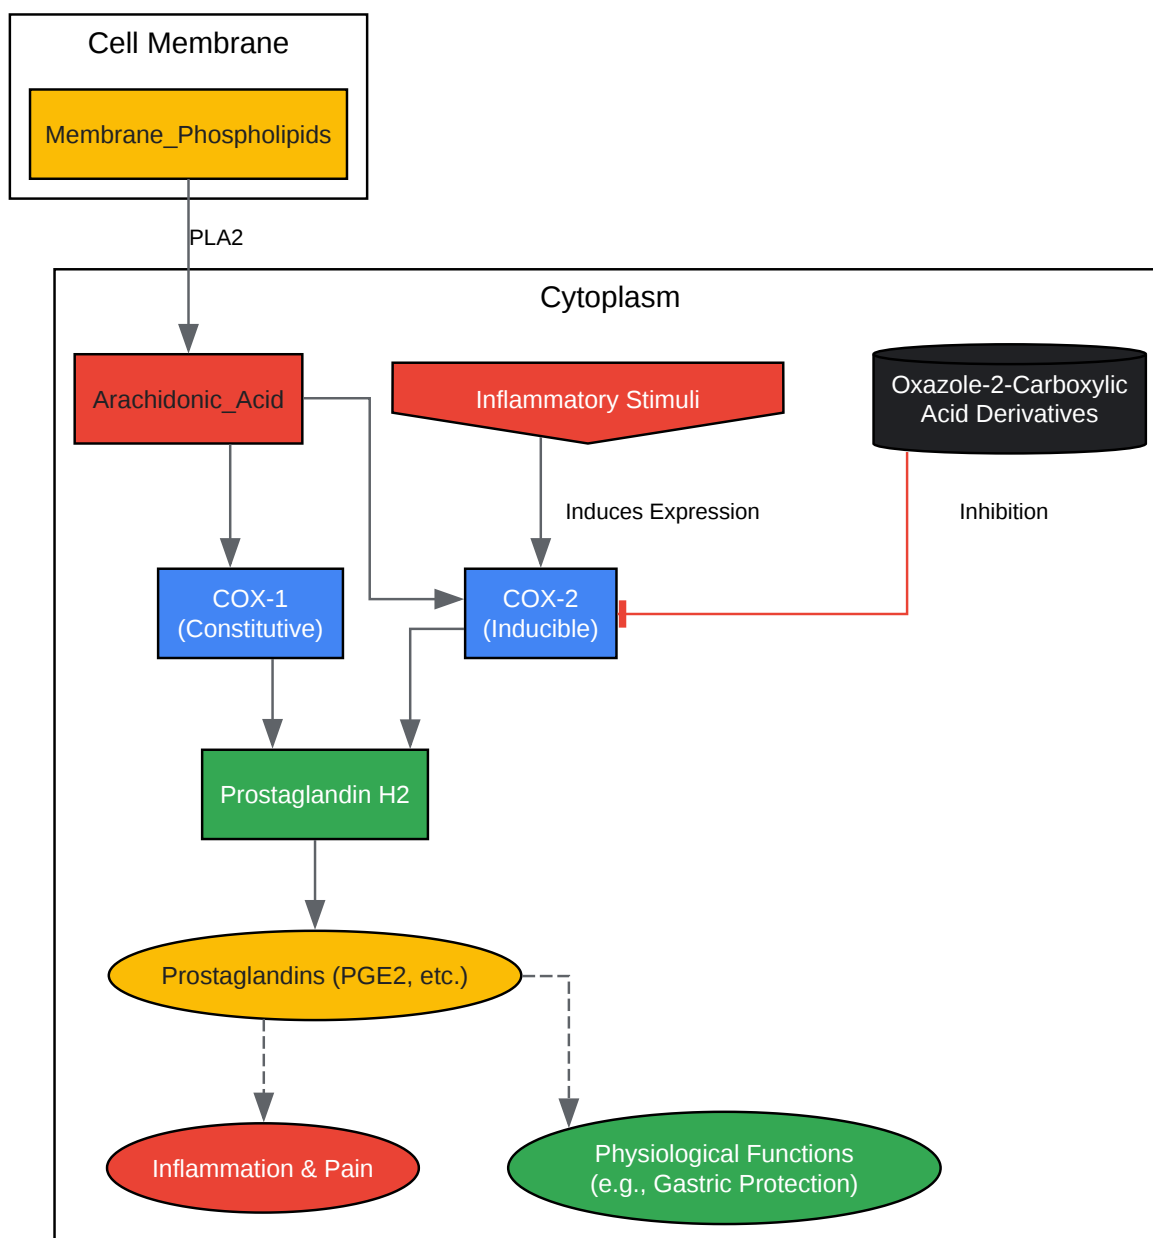 Cell Membrane
Membrane_Phospholipids
PLA2
Cytoplasm
Arachidonic_Acid
Inflammatory Stimuli
Oxazole-2-Carboxylic
Acid Derivatives
Induces Expression
Inhibition
COX-1
(Constitutive)
COX-2
(Inducible)
Prostaglandin H2
Prostaglandins (PGE2, etc.)
Inflammation & Pain
Physiological Functions
(e.g., Gastric Protection)